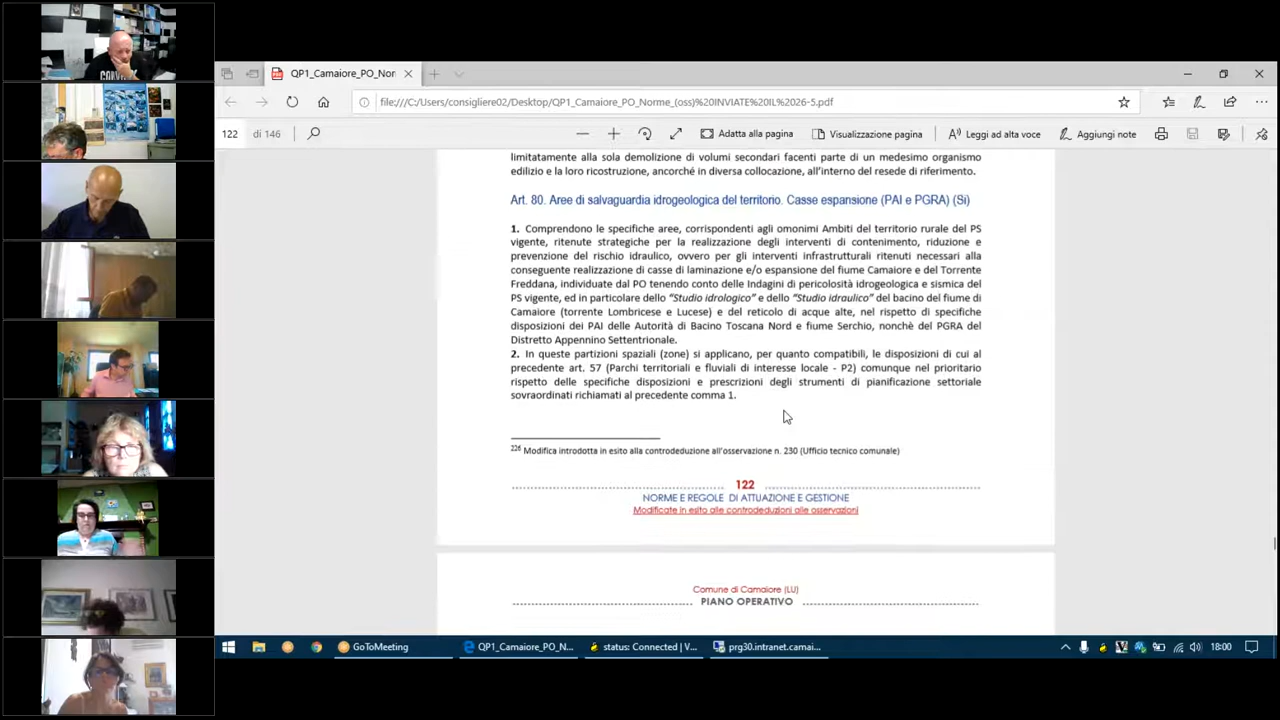 QP1_Camaiore_PO_Nor
file:///C:/Users/consigliere02/Desktop/QP1_Camaiore_PO_Norme_(oss)%20INVIATE%20IL%2026-5.pdf
122 di 146
Adatta alla pagina
Visualizzazione pagina
Leggi ad alta voce
Aggiungi note
limitatamente alla sola demolizione di volumi secondari facenti parte di un medesimo organismo
edilizio e la loro ricostruzione, ancorché in diversa collocazione, all'interno del resede di riferimento.
Art. 80. Aree di salvaguardia idrogeologica del territorio. Casse espansione (PAI e PGRA) (Si)
1. Comprendono le specifiche aree, corrispondenti agli omonimi Ambiti del territorio rurale del PS
vigente, ritenute strategiche per la realizzazione degli interventi di contenimento, riduzione e
prevenzione del rischio idraulico, ovvero per gli interventi infrastrutturali ritenuti necessari alla
conseguente realizzazione di casse di laminazione e/o espansione del fiume Camaiore e del Torrente
Freddana, individuate dal PO tenendo conto delle Indagini di pericolosità idrogeologica e sismica del
PS vigente, ed in particolare dello "Studio idrologico" e dello "Studio idraulico" del bacino del fiume di
Camaiore (torrente Lombricese e Lucese) e del reticolo di acque alte, nel rispetto di specifiche
disposizioni dei PAI delle Autorità di Bacino Toscana Nord e fiume Serchio, nonchè del PGRA del
Distretto Appennino Settentrionale.
2. In queste partizioni spaziali (zone) si applicano, per quanto compatibili, le disposizioni di cui al
precedente art. 57 (Parchi territoriali e fluviali di interesse locale - P2) comunque nel prioritario
rispetto delle specifiche disposizioni e prescrizioni degli strumenti di pianificazione settoriale
sovraordinati richiamati al precedente comma 1.
226 Modifica introdotta in esito alla controdeduzione all'osservazione n. 230 (Ufficio tecnico comunale)
122
NORME E REGOLE DI ATTUAZIONE E GESTIONE
Modificate in esito alle controdeduzioni alle osservazioni
Comune di Camaiore (LU)
PIANO OPERATIVO
GoToMeeting
QP1_Camaiore_PO_N...
status: Connected | V...
prg30.intranet.camai...
18:00